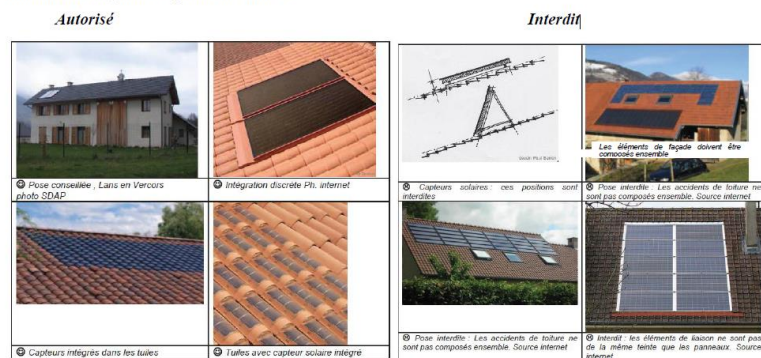 Autorisé
Interdit
Les éléments de façade doivent être
composés ensemble
☺ Pose conseillée , Lans en Vercors
photo SDAP
☺ Intégration discrète Ph. internet
☹ Capteurs solaires : ces positions sont
interdites
☹ Pose interdite : Les accidents de toiture ne
sont pas composés ensemble. Source internet
☺ Capteurs intégrés dans les tuiles
☺ Tuiles avec capteur solaire intégré
☹ Pose interdite : Les accidents de toiture ne
sont pas composés ensemble. Source internet
☹ Interdit : les éléments de liaison ne sont pas
de la même teinte que les panneaux. Source
internet